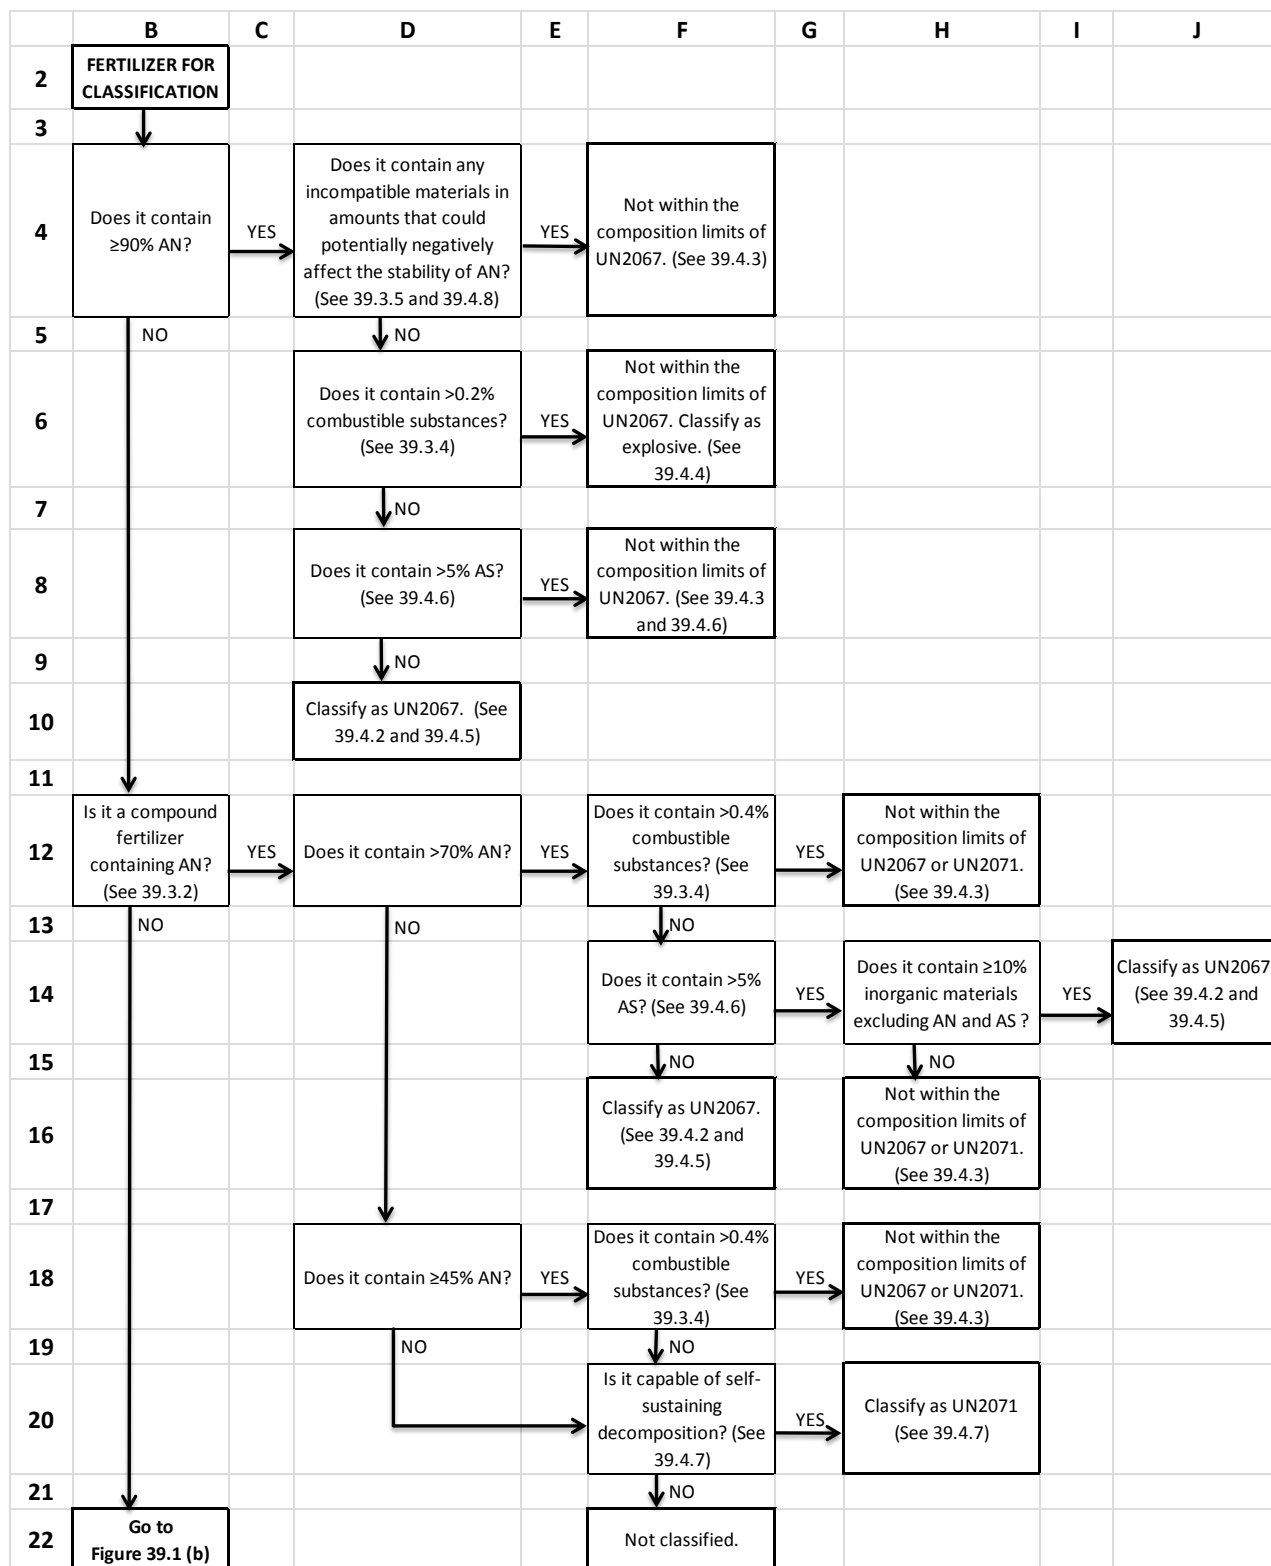 B C D E F G H I J
2
FERTILIZER FOR
CLASSIFICATION
3
4
Does it contain
≥90% AN?
YES
Does it contain any
incompatible materials in
amounts that could
potentially negatively
affect the stability of AN?
(See 39.3.5 and 39.4.8)
YES
Not within the
composition limits of
UN2067. (See 39.4.3)
5
NO
NO
6
Does it contain >0.2%
combustible substances?
(See 39.3.4)
YES
Not within the
composition limits of
UN2067. Classify as
explosive. (See
39.4.4)
7
NO
8
Does it contain >5% AS?
(See 39.4.6)
YES
Not within the
composition limits of
UN2067. (See 39.4.3
and 39.4.6)
9
NO
10
Classify as UN2067. (See
39.4.2 and 39.4.5)
11
12
Is it a compound
fertilizer
containing AN?
(See 39.3.2)
YES
Does it contain >70% AN?
YES
Does it contain >0.4%
combustible
substances? (See
39.3.4)
YES
Not within the
composition limits of
UN2067 or UN2071.
(See 39.4.3)
13
NO
NO
NO
14
Does it contain >5%
AS? (See 39.4.6)
YES
Does it contain ≥10%
inorganic materials
excluding AN and AS ?
YES
Classify as UN2067
(See 39.4.2 and
39.4.5)
15
NO
NO
16
Classify as UN2067.
(See 39.4.2 and
39.4.5)
Not within the
composition limits of
UN2067 or UN2071.
(See 39.4.3)
17
18
Does it contain ≥45% AN?
YES
Does it contain >0.4%
combustible
substances? (See
39.3.4)
YES
Not within the
composition limits of
UN2067 or UN2071.
(See 39.4.3)
19
NO
NO
20
Is it capable of self-
sustaining
decomposition? (See
39.4.7)
YES
Classify as UN2071
(See 39.4.7)
21
NO
22
Go to
Figure 39.1 (b)
Not classified.